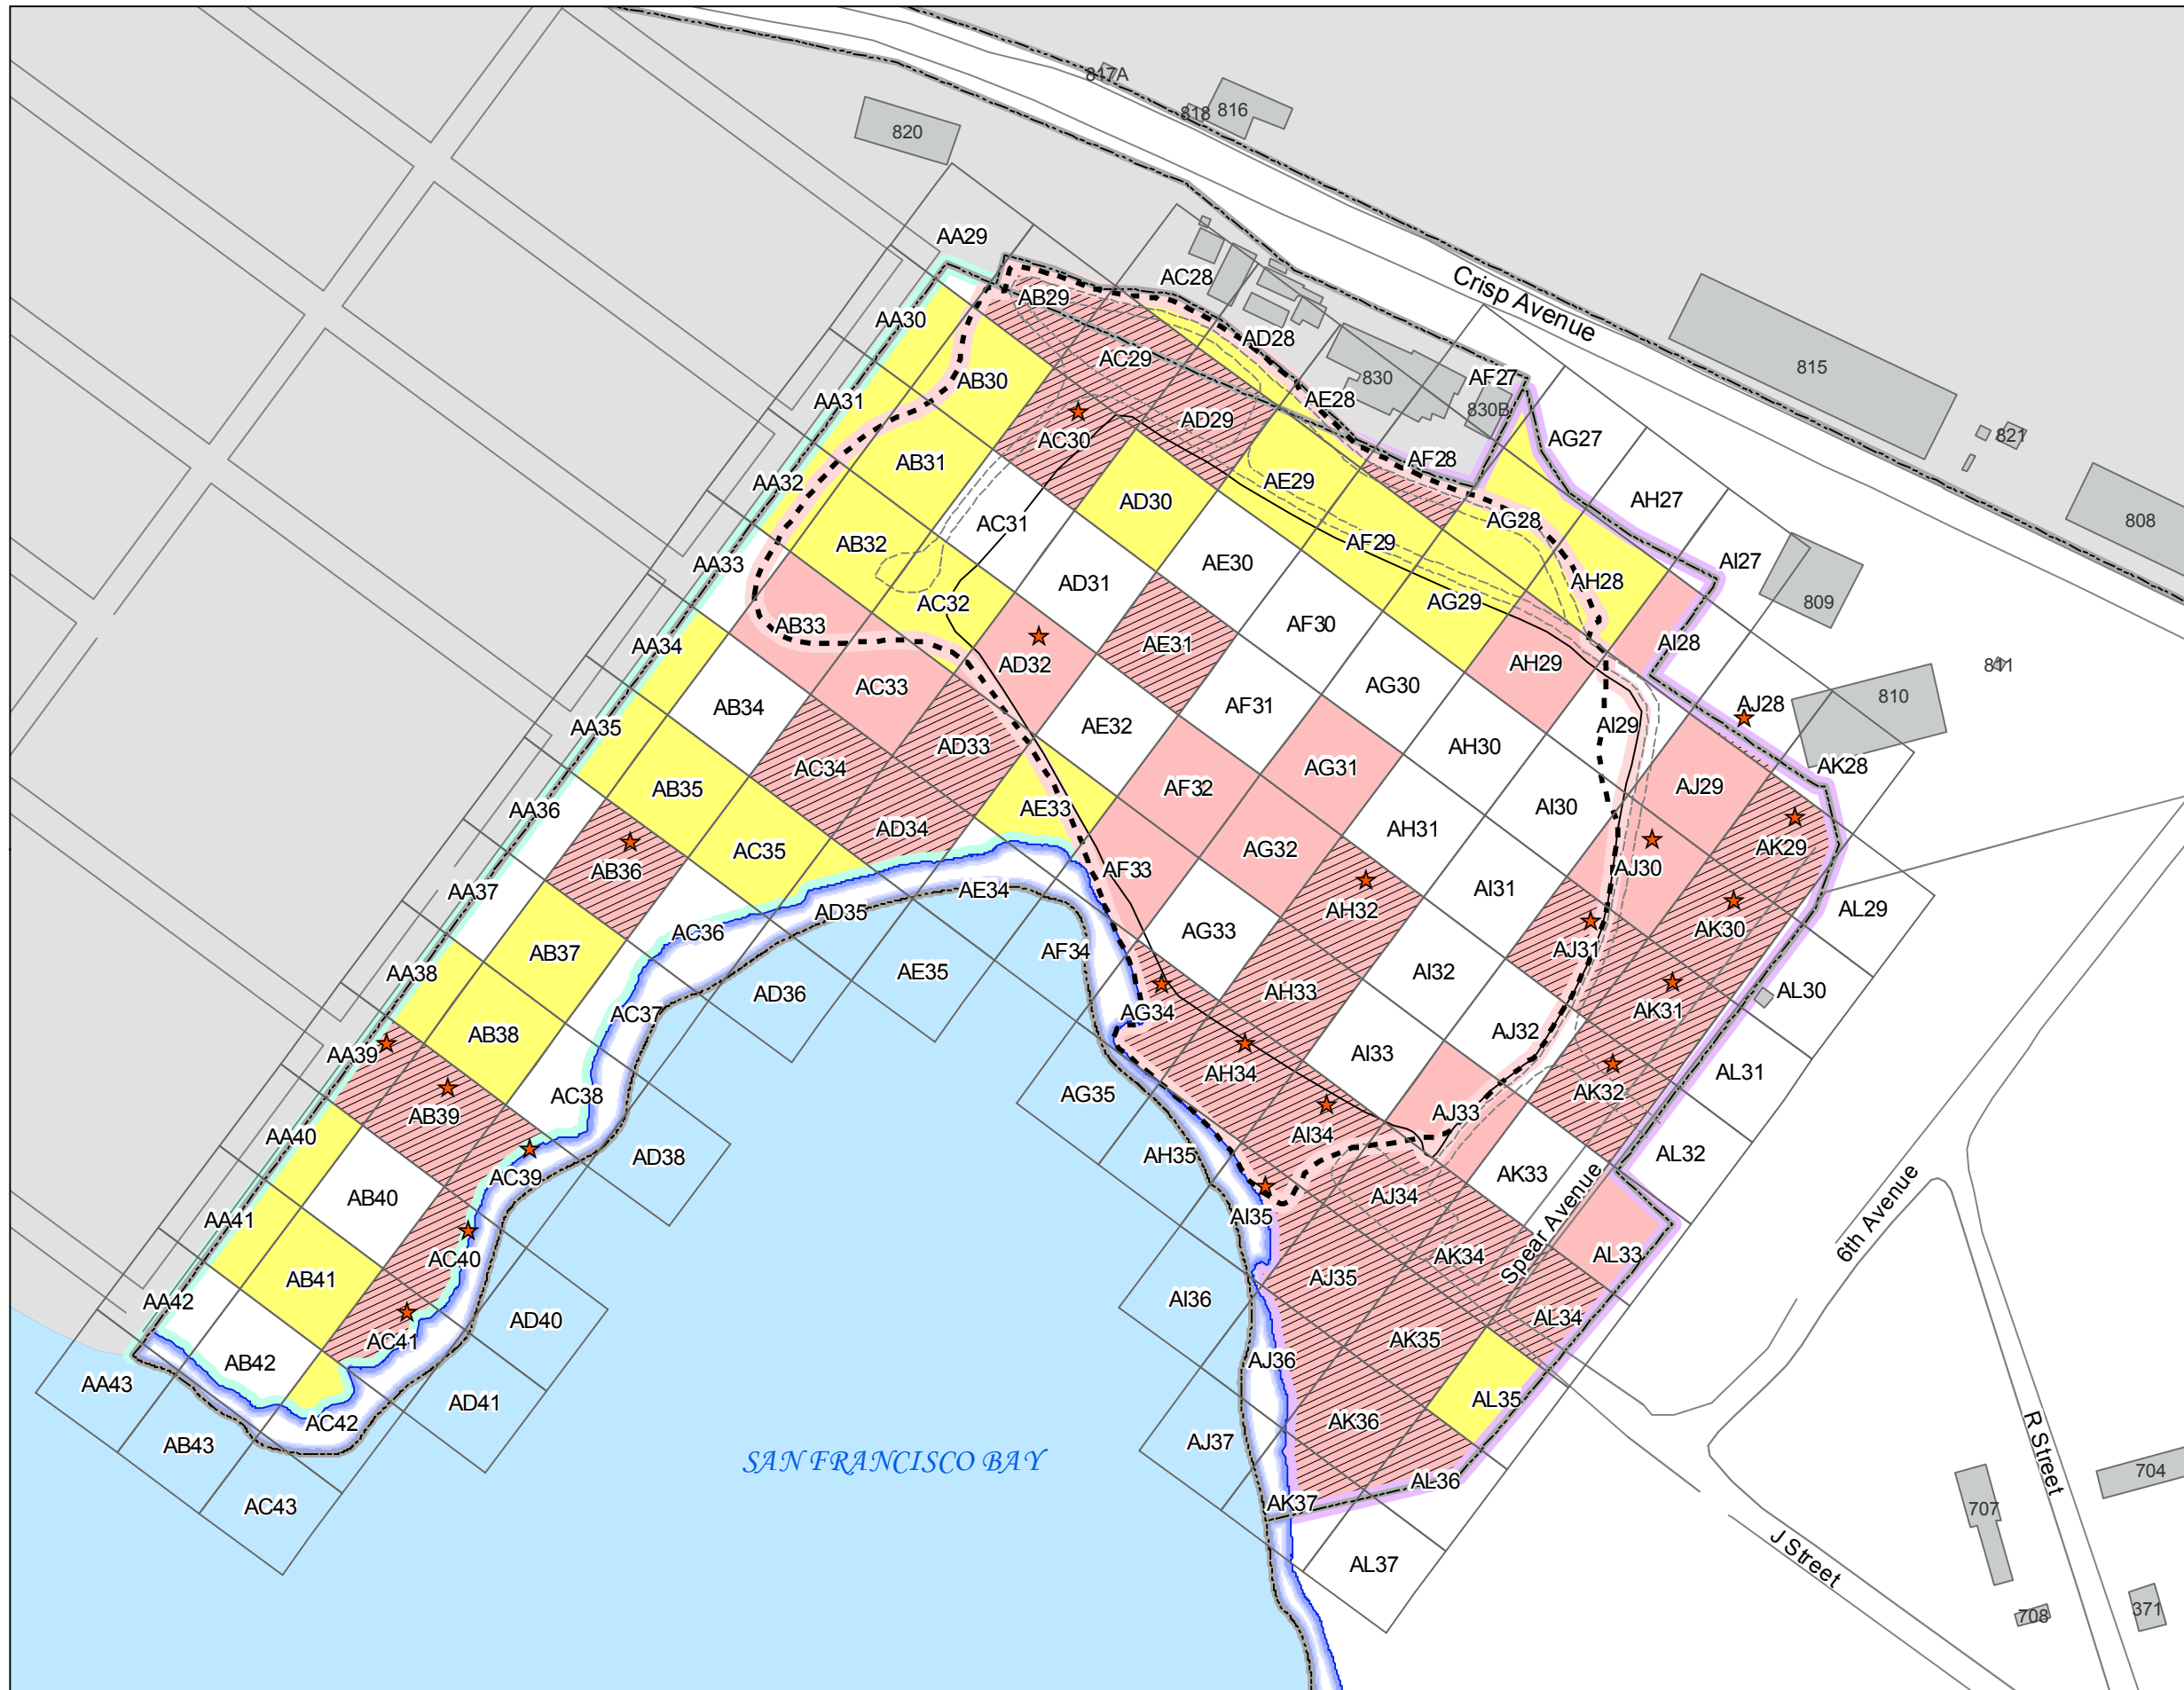 817A
818
816
820
AA29
AC28
Crisp Avenue
AB29
AA30
AD28
AC29
815
AB30
830
AF27
AE28
AA31
830B
AD29
AG27
821
AC30
AF28
AB31
AE29
AA32
AH27
AD30
AG28
808
AC31
AB32
AF29
AI27
AA33
AE30
AH28
AD31
AC32
AG29
809
AB33
AF30
AA34
AE31
AI28
AD32
AH29
811
AC33
AG30
AB34
AF31
810
AJ28
AA35
AE32
AI29
AD33
AH30
AC34
AG31
AK28
AB35
AF32
AJ29
AA36
AE33
AI30
AD34
AH31
AC35
AG32
AK29
AB36
AF33
AJ30
AA37
AE34
AI31
AD35
AH32
AL29
AC36
AG33
AK30
AB37
AF34
AJ31
AA38
AE35
AI32
AD36
AH33
AL30
AC37
AG34
AK31
AB38
AJ32
AA39
AI33
AH34
AL31
AC38
AG35
AK32
AB39
AJ33
AA40
AI34
AD38
AH35
AL32
AC39
AK33
AB40
AJ34
AA41
AI35
6th Avenue
Spear Avenue
AC40
AK34
AL33
AB41
AJ35
AA42
AI36
AD40
AL34
AC41
AK35
AB42
AJ36
AA43
AD41
AL35
AC42
AK36
AB43
AJ37
SAN FRANCISCO BAY
R Street
704
AL36
AC43
AK37
707
AL37
J Street
708
371